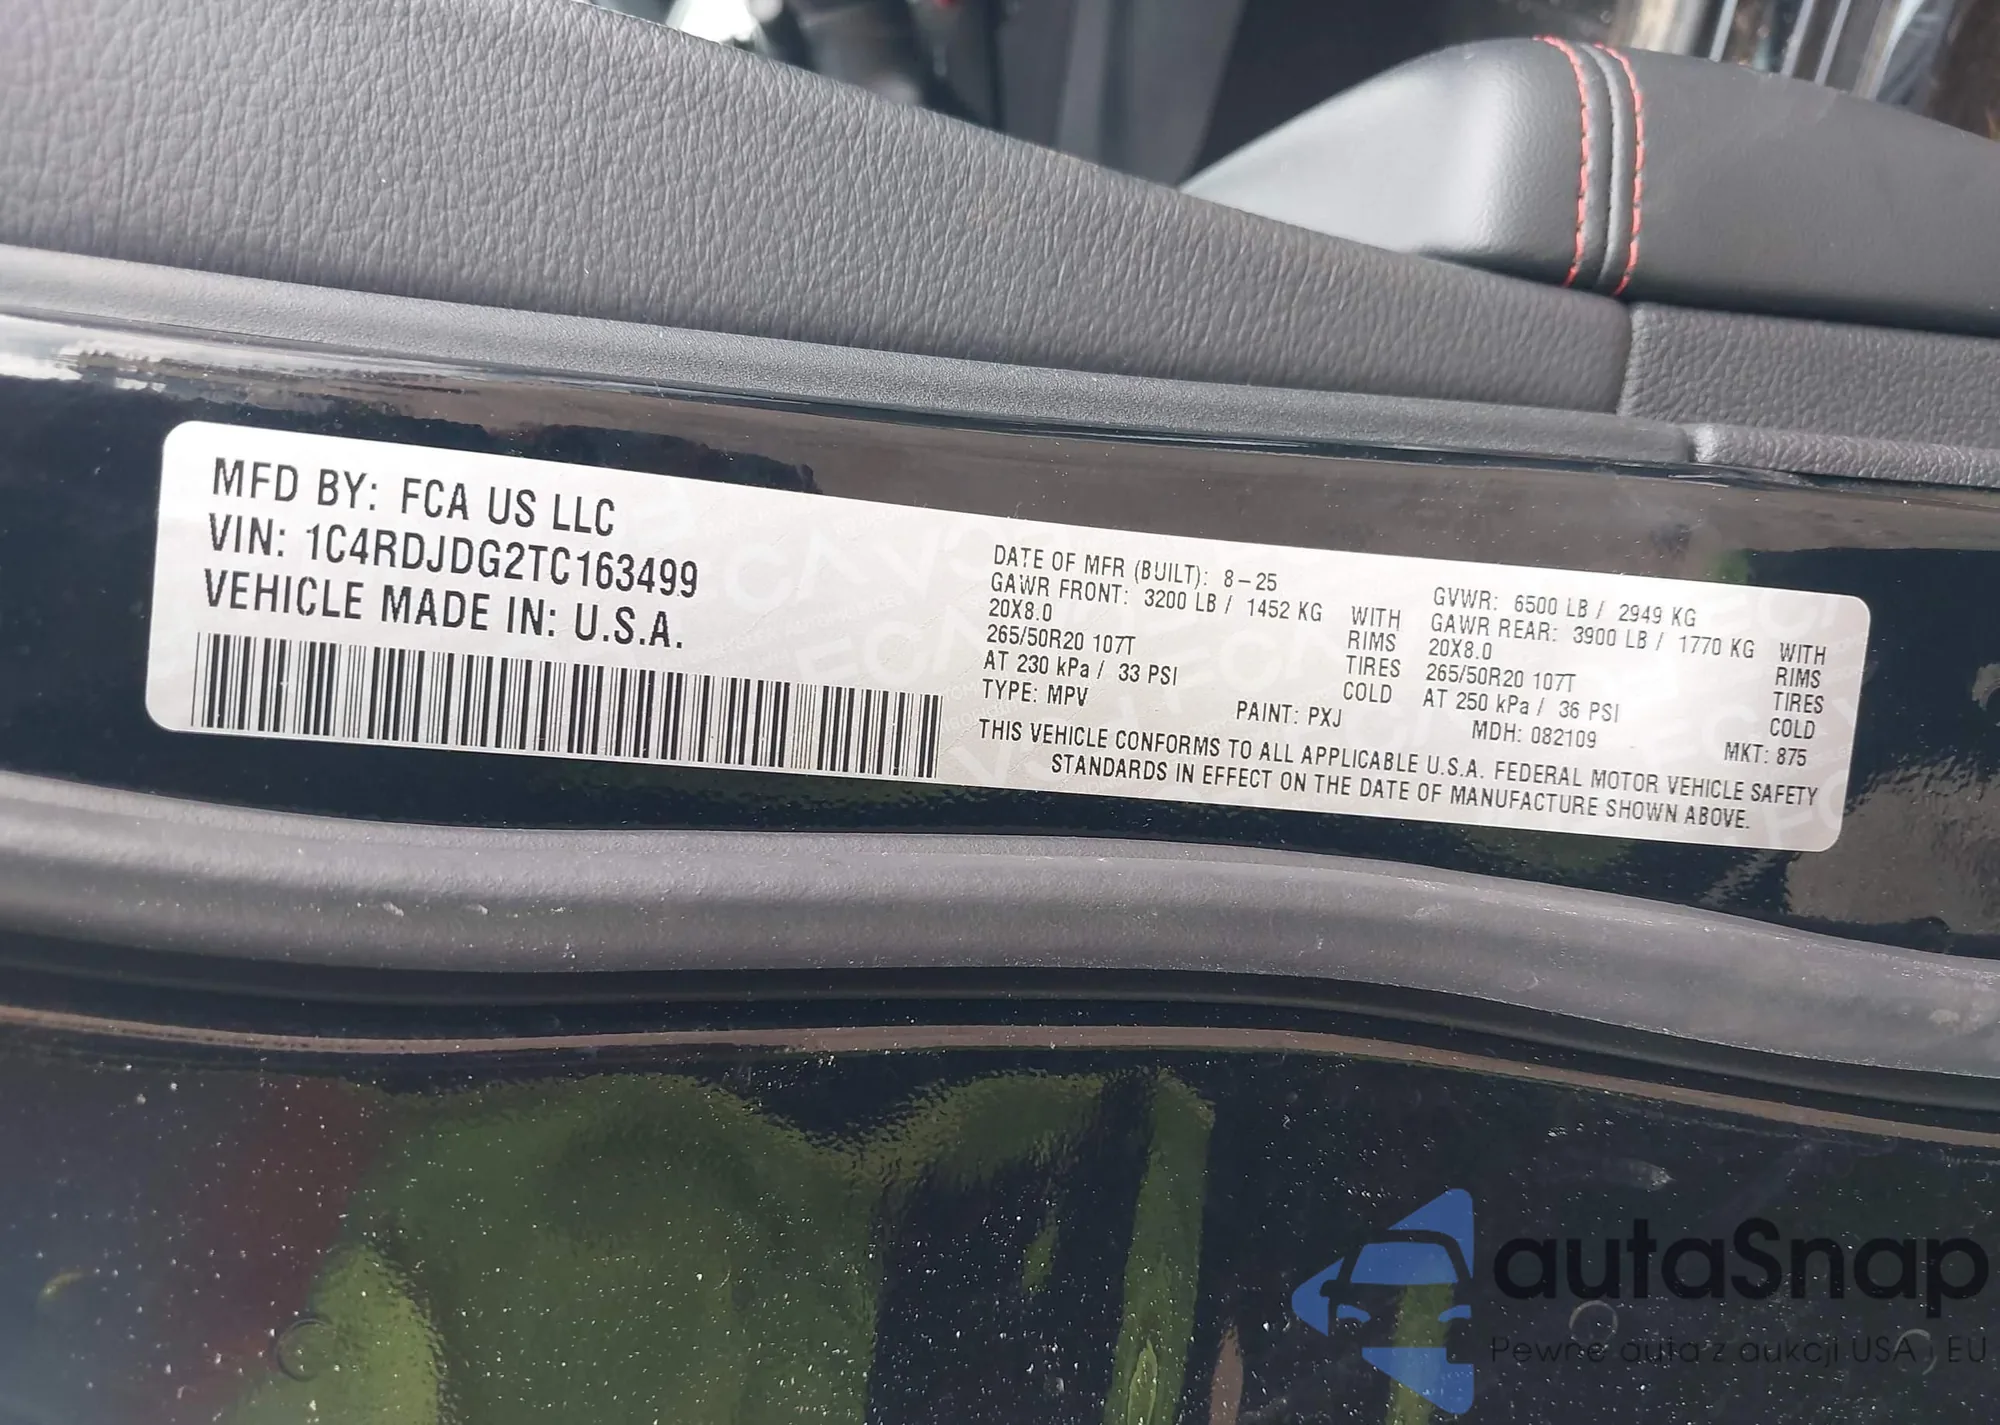 MFD BY: FCA US LLC
VIN: 1C4RDJDG2TC163499
VEHICLE MADE IN: U.S.A.
DATE OF MFR (BUILT): 8-25
GAWR FRONT: 3200 LB / 1452 KG WITH
20X8.0 RIMS
265/50R20 107T TIRES
AT 230 kPa / 33 PSI COLD
TYPE: MPV PAINT: PXJ
GVWR: 6500 LB / 2949 KG
GAWR REAR: 3900 LB / 1770 KG WITH
20X8.0 RIMS
265/50R20 107T TIRES
AT 250 kPa / 36 PSI COLD
MDH: 082109 MKT: 875
THIS VEHICLE CONFORMS TO ALL APPLICABLE U.S.A. FEDERAL MOTOR VEHICLE SAFETY
STANDARDS IN EFFECT ON THE DATE OF MANUFACTURE SHOWN ABOVE.
autaSnap
Pewne auta z aukcji USA i EU